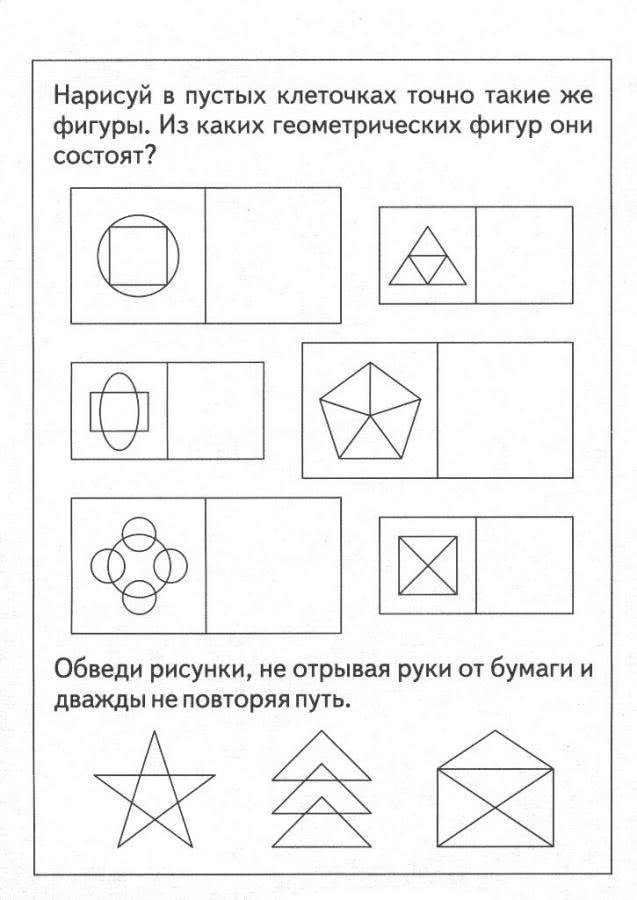 Нарисуй в пустых клеточках точно такие же
фигуры. Из каких геометрических фигур они
состоят?
Обведи рисунки, не отрывая руки от бумаги и
дважды не повторяя путь.